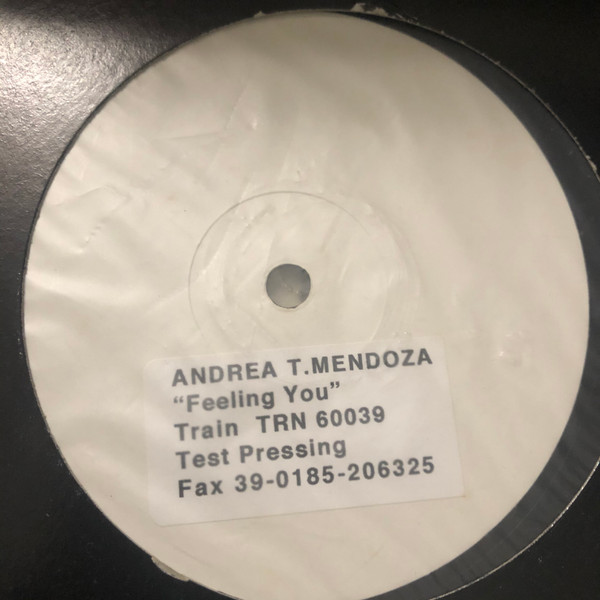 ANDREA T.MENDOZA
“Feeling You”
Train TRN 60039
Test Pressing
Fax 39-0185-206325